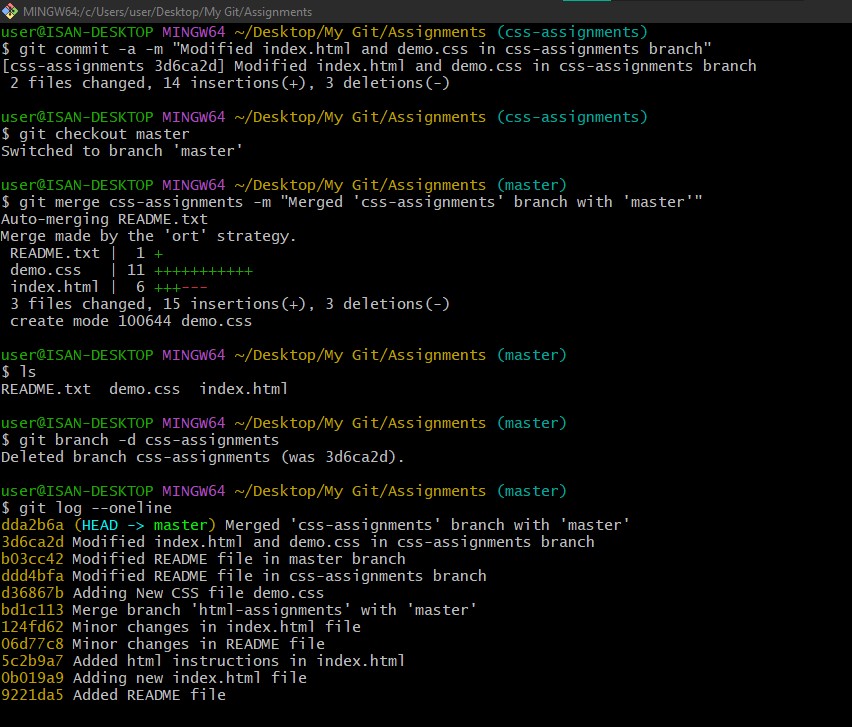 MINGW64:/c/Users/user/Desktop/My Git/Assignments
user@ISAN-DESKTOP MINGW64 ~/Desktop/My Git/Assignments (css-assignments)
$ git commit -a -m "Modified index.html and demo.css in css-assignments branch"
[css-assignments 3d6ca2d] Modified index.html and demo.css in css-assignments branch
 2 files changed, 14 insertions(+), 3 deletions(-)
user@ISAN-DESKTOP MINGW64 ~/Desktop/My Git/Assignments (css-assignments)
$ git checkout master
Switched to branch 'master'
user@ISAN-DESKTOP MINGW64 ~/Desktop/My Git/Assignments (master)
$ git merge css-assignments -m "Merged 'css-assignments' branch with 'master'"
Auto-merging README.txt
Merge made by the 'ort' strategy.
 README.txt |  1 +
 demo.css   | 11 +++++++++++
 index.html |  6 +++---
 3 files changed, 15 insertions(+), 3 deletions(-)
 create mode 100644 demo.css
user@ISAN-DESKTOP MINGW64 ~/Desktop/My Git/Assignments (master)
$ ls
README.txt  demo.css  index.html
user@ISAN-DESKTOP MINGW64 ~/Desktop/My Git/Assignments (master)
$ git branch -d css-assignments
Deleted branch css-assignments (was 3d6ca2d).
user@ISAN-DESKTOP MINGW64 ~/Desktop/My Git/Assignments (master)
$ git log --oneline
dda2b6a (HEAD -> master) Merged 'css-assignments' branch with 'master'
3d6ca2d Modified index.html and demo.css in css-assignments branch
b03cc42 Modified README file in master branch
ddd4bfa Modified README file in css-assignments branch
d36867b Adding New CSS file demo.css
bd1c113 Merge branch 'html-assignments' with 'master'
124fd62 Minor changes in index.html file
06d77c8 Minor changes in README file
5c2b9a7 Added html instructions in index.html
0b019a9 Adding new index.html file
9221da5 Added README file